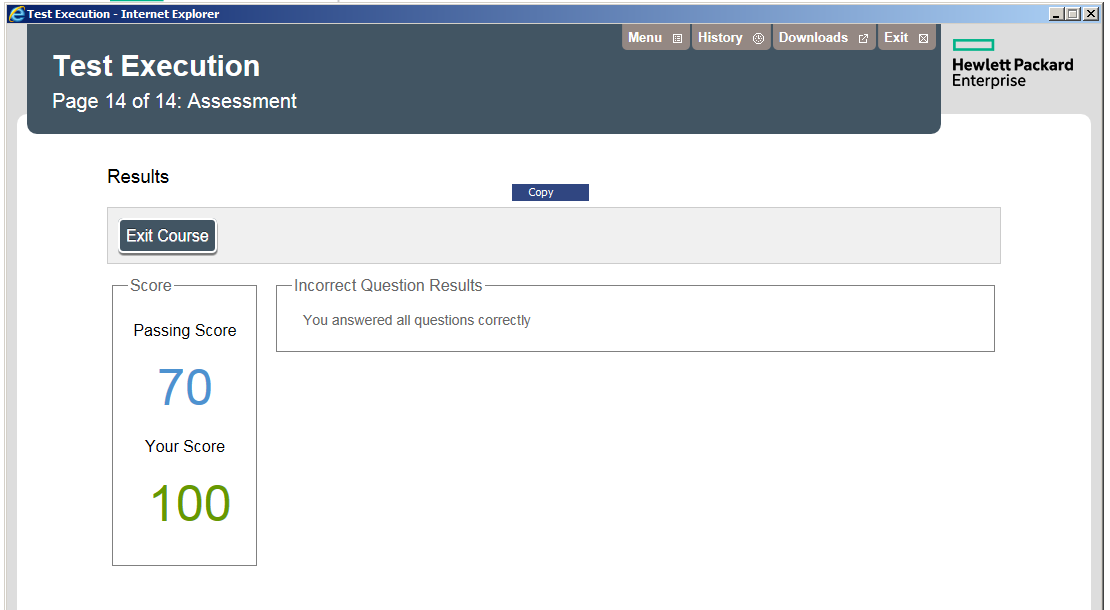 Test Execution - Internet Explorer
Menu
History
Downloads
Exit
Test Execution
Page 14 of 14: Assessment
Hewlett Packard
Enterprise
Results
Copy
Exit Course
Score
Incorrect Question Results
You answered all questions correctly
Passing Score
70
Your Score
100